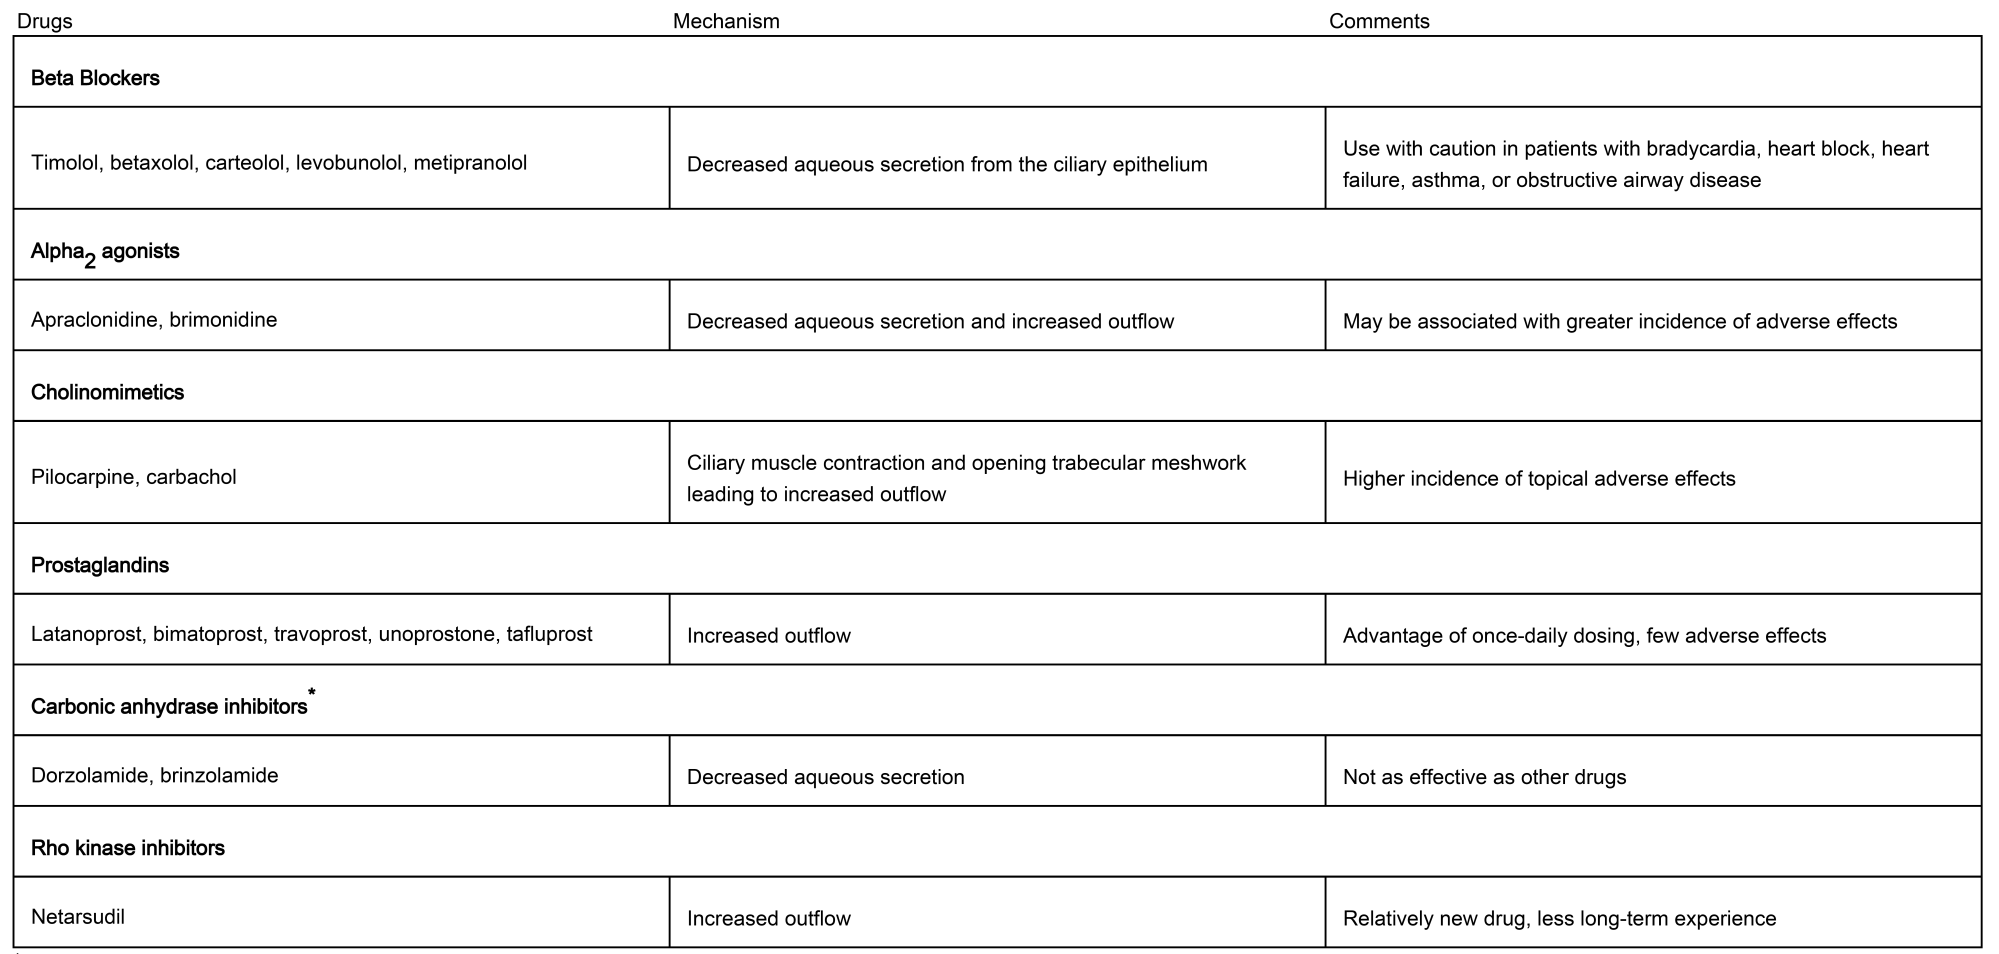 Drugs Mechanism Comments
Beta Blockers
Timolol, betaxolol, carteolol, levobunolol, metipranolol
Decreased aqueous secretion from the ciliary epithelium
Use with caution in patients with bradycardia, heart block, heart
failure, asthma, or obstructive airway disease
Alpha2 agonists
Apraclonidine, brimonidine
Decreased aqueous secretion and increased outflow
May be associated with greater incidence of adverse effects
Cholinomimetics
Pilocarpine, carbachol
Ciliary muscle contraction and opening trabecular meshwork
leading to increased outflow
Higher incidence of topical adverse effects
Prostaglandins
Latanoprost, bimatoprost, travoprost, unoprostone, tafluprost
Increased outflow
Advantage of once-daily dosing, few adverse effects
Carbonic anhydrase inhibitors*
Dorzolamide, brinzolamide
Decreased aqueous secretion
Not as effective as other drugs
Rho kinase inhibitors
Netarsudil
Increased outflow
Relatively new drug, less long-term experience